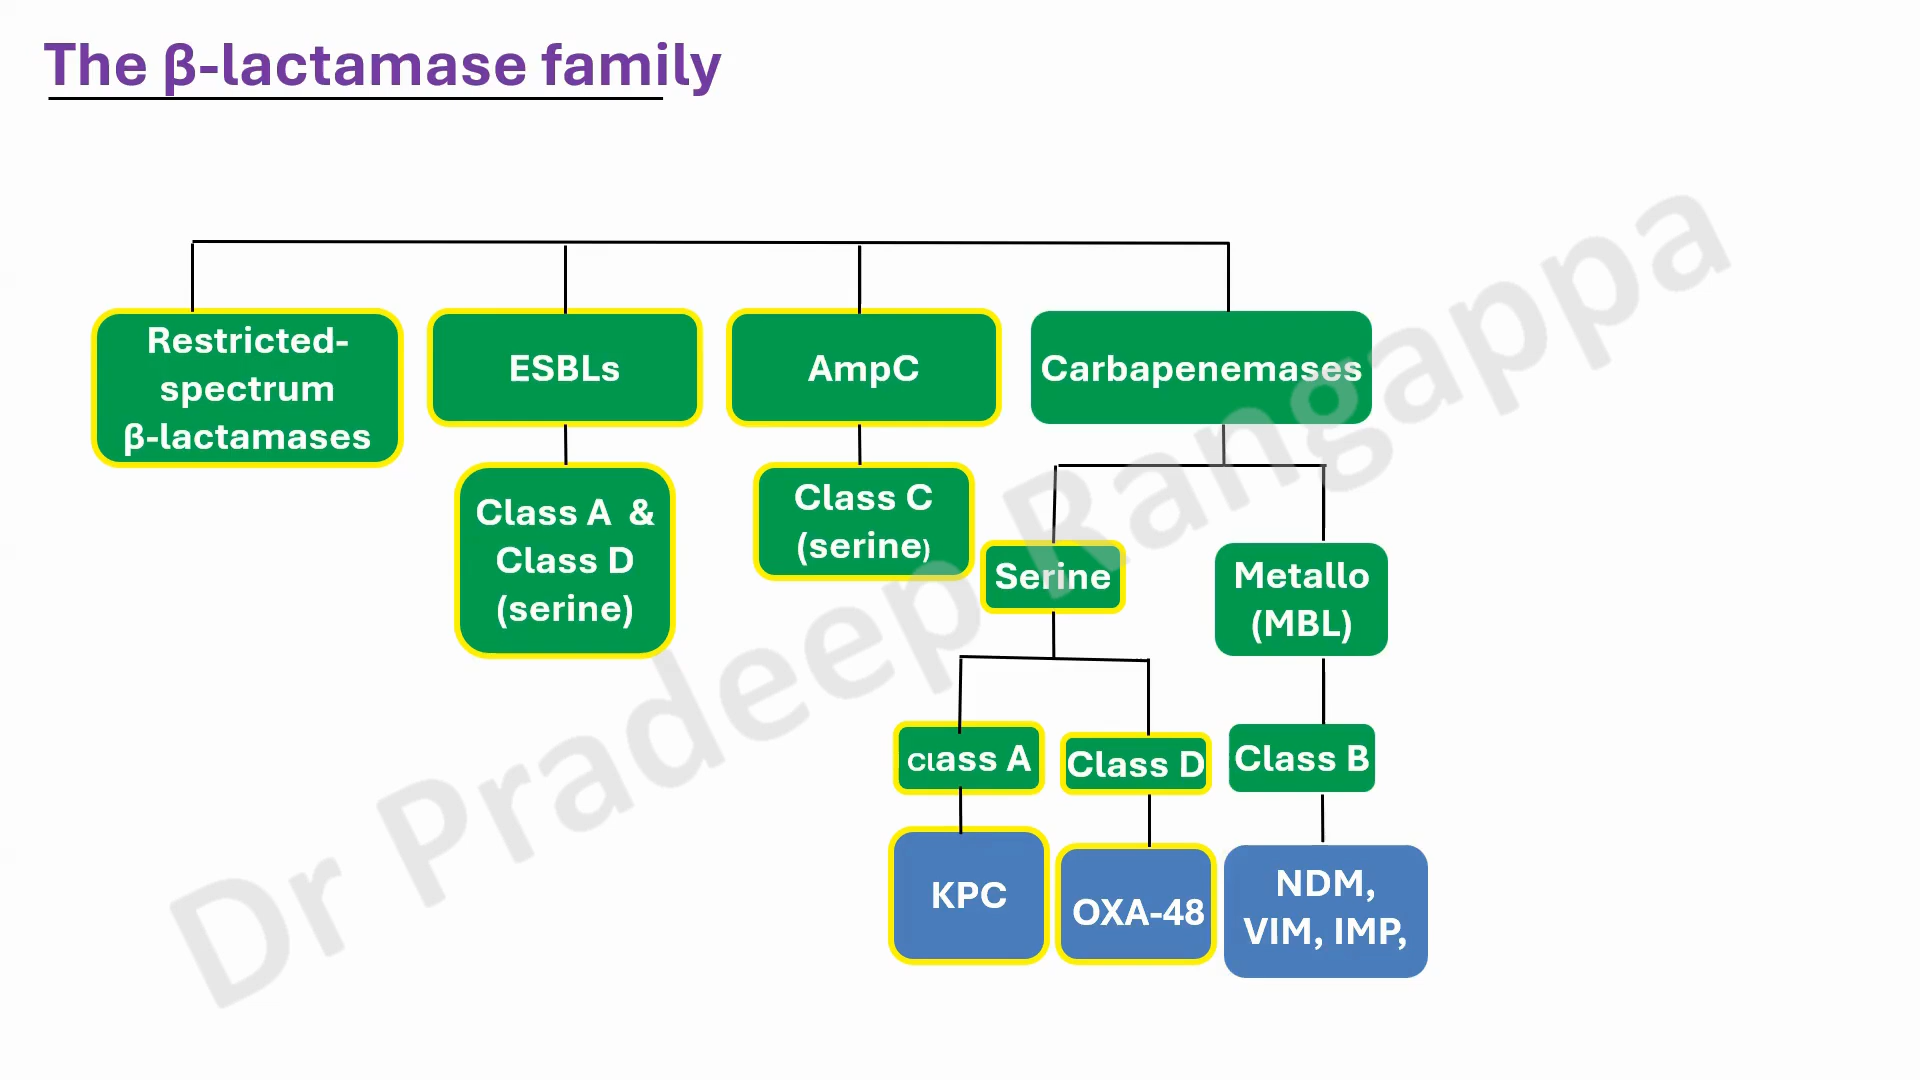 The β-lactamase family
Restricted-
spectrum
β-lactamases
ESBLs
AmpC
Carbapenemases
Class A &
Class D
(serine)
Class C
(serine)
Serine
Metallo
(MBL)
Class A
Class D
Class B
KPC
OXA-48
NDM,
VIM, IMP,
Dr Pradeep Rangappa